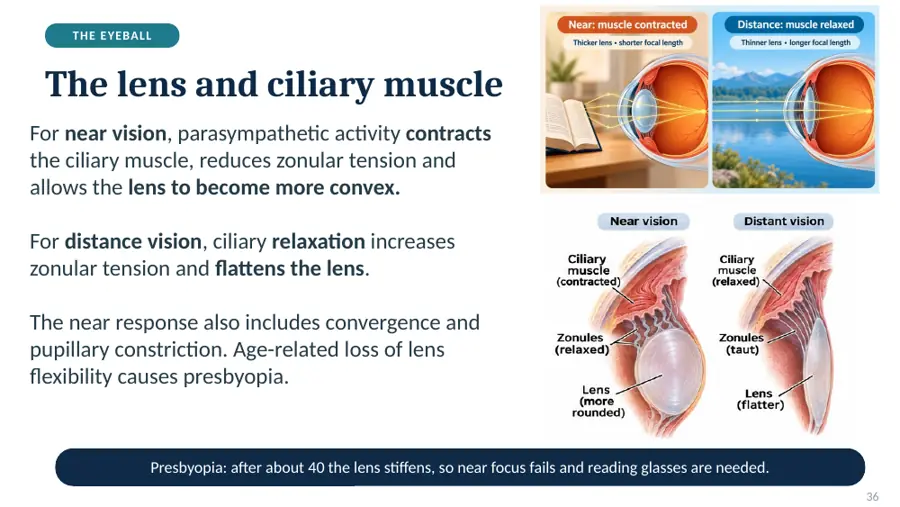 THE EYEBALL
The lens and ciliary muscle
For near vision, parasympathetic activity contracts
the ciliary muscle, reduces zonular tension and
allows the lens to become more convex.
For distance vision, ciliary relaxation increases
zonular tension and flattens the lens.
The near response also includes convergence and
pupillary constriction. Age-related loss of lens
flexibility causes presbyopia.
Near: muscle contracted
Thicker lens • shorter focal length
Distance: muscle relaxed
Thinner lens • longer focal length
Near vision
Ciliary
muscle
(contracted)
Zonules
(relaxed)
Lens
(more
rounded)
Distant vision
Ciliary
muscle
(relaxed)
Zonules
(taut)
Lens
(flatter)
Presbyopia: after about 40 the lens stiffens, so near focus fails and reading glasses are needed.
36